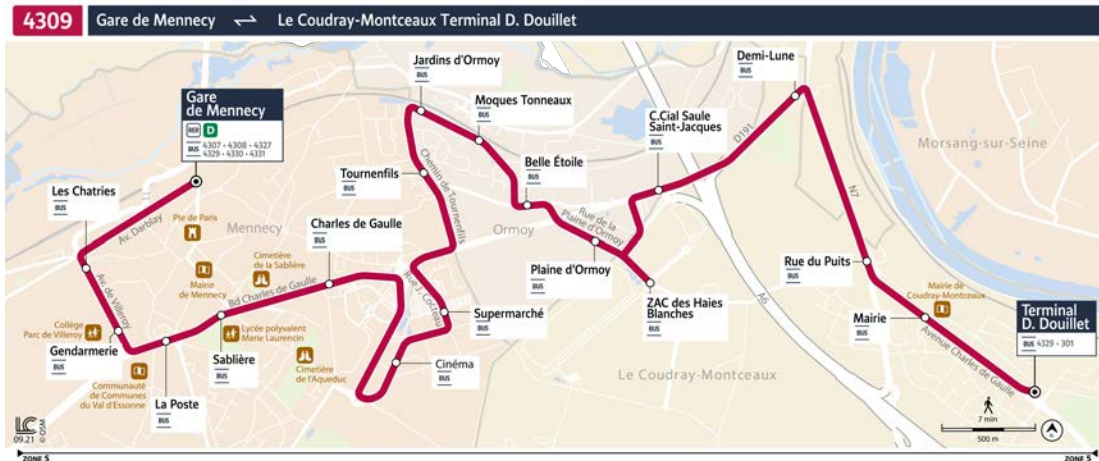 4309 Gare de Mennecy ⇌ Le Coudray-Montceaux Terminal D. Douillet
Demi-Lune
BUS
Jardins d'Ormoy
BUS
Moques Tonneaux
BUS
Gare
de Mennecy
RER D
BUS 4307 • 4308 • 4327
4329 • 4330 • 4331
C.Cial Saule
Saint-Jacques
BUS
D191
Morsang-sur-Seine
Belle Étoile
BUS
Tournenfils
BUS
Chemin de Tournenfils
Les Chatries
BUS
Av. Darblay
Pte de Paris
Mennecy
Charles de Gaulle
BUS
Ormoy
Rue de la
Plaine d'Ormoy
N7
Cimetière
de la Sablière
Mairie
de Mennecy
Bd Charles de Gaulle
Rue J. Cocteau
Plaine d'Ormoy
BUS
Rue du Puits
BUS
A6
Av. de Villeroy
ZAC des Haies
Blanches
BUS
Mairie de
Coudray-Montceaux
Supermarché
BUS
Mairie
BUS
Terminal
D. Douillet
BUS 4329 • 301
Collège
Parc de Villeroy
Lycée polyvalent
Marie Laurencin
Gendarmerie
BUS
Sablière
BUS
Cimetière
de l'Aqueduc
Cinéma
BUS
Avenue Charles de Gaulle
Le Coudray-Montceaux
Communauté
de Communes
du Val d'Essonne
La Poste
BUS
7 min
500 m
N
LC
09.21
© OSM
ZONE 5
ZONE 5